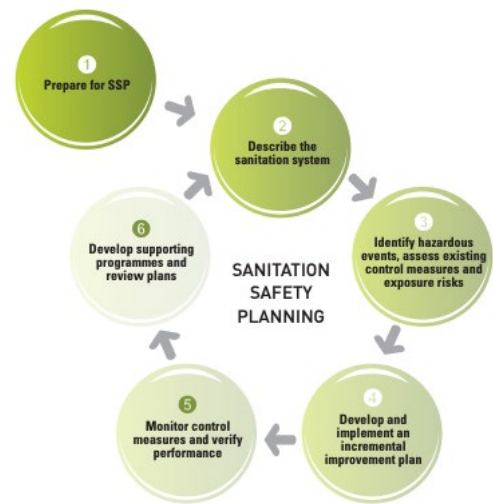 1
Prepare for SSP
2
Describe the
sanitation system
3
Identify hazardous
events, assess existing
control measures and
exposure risks
4
Develop and
implement an
incremental
improvement plan
5
Monitor control
measures and verify
performance
6
Develop supporting
programmes and
review plans
SANITATION
SAFETY
PLANNING